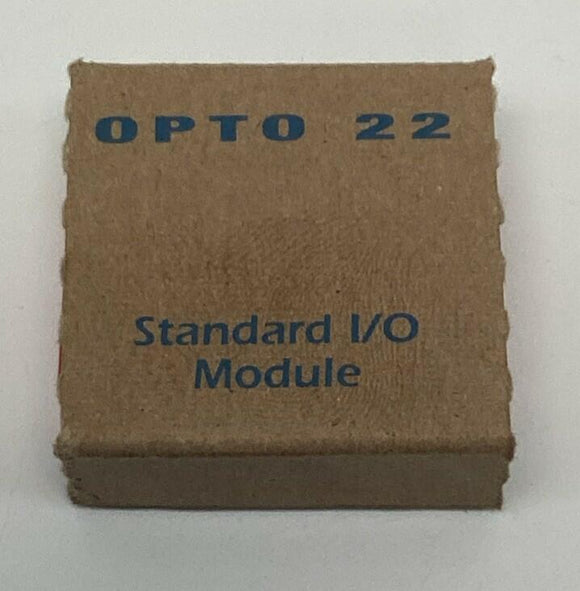 OPTO 22
Standard I/O
Module